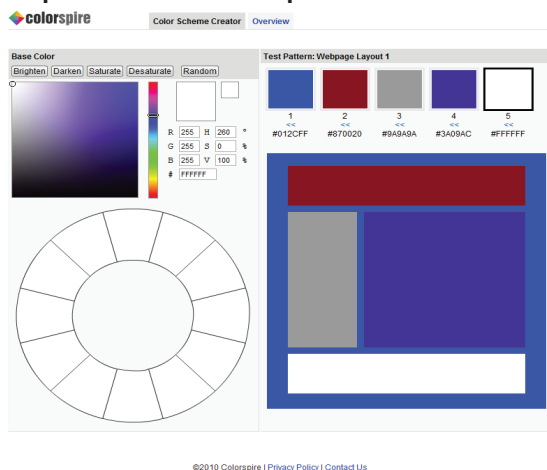 colorspire
Color Scheme Creator Overview
Base Color
Brighten Darken Saturate Desaturate Random
R 255 H 260 °
G 255 S 0 %
B 255 V 100 %
# FFFFFF
Test Pattern: Webpage Layout 1
1 2 3 4 5
<< << << << <<
#012CFF #870020 #9A9A9A #3A09AC #FFFFFF
©2010 Colorspire | Privacy Policy | Contact Us